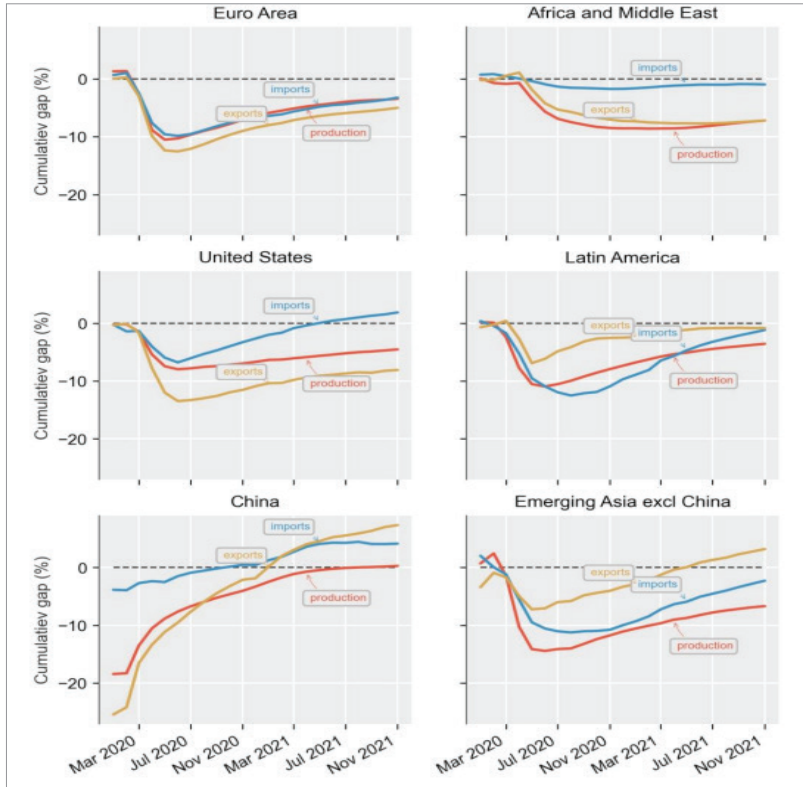 Euro Area
Africa and Middle East
Cumulatiev gap (%)
0
−10
−20
imports
exports
production
imports
exports
production
United States
Latin America
Cumulatiev gap (%)
0
−10
−20
imports
exports
production
exports
imports
production
China
Emerging Asia excl China
Cumulatiev gap (%)
0
−10
−20
imports
exports
production
exports
imports
production
Mar 2020
Jul 2020
Nov 2020
Mar 2021
Jul 2021
Nov 2021
Mar 2020
Jul 2020
Nov 2020
Mar 2021
Jul 2021
Nov 2021